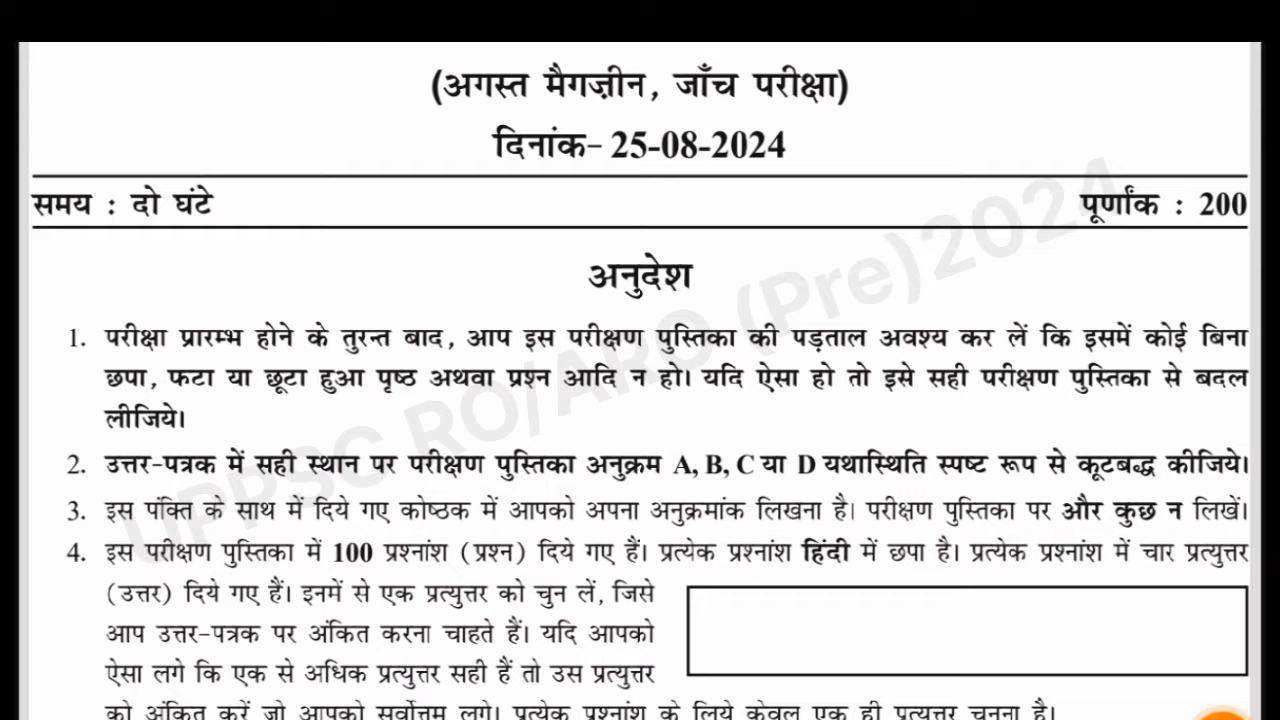 (अगस्त मैगज़ीन, जाँच परीक्षा)
दिनांक- 25-08-2024
समय : दो घंटे पूर्णांक : 200
अनुदेश
1. परीक्षा प्रारम्भ होने के तुरन्त बाद, आप इस परीक्षण पुस्तिका की पड़ताल अवश्य कर लें कि इसमें कोई बिना
छपा, फटा या छूटा हुआ पृष्ठ अथवा प्रश्न आदि न हो। यदि ऐसा हो तो इसे सही परीक्षण पुस्तिका से बदल
लीजिये।
2. उत्तर-पत्रक में सही स्थान पर परीक्षण पुस्तिका अनुक्रम A, B, C या D यथास्थिति स्पष्ट रूप से कूटबद्ध कीजिये।
3. इस पंक्ति के साथ में दिये गए कोष्ठक में आपको अपना अनुक्रमांक लिखना है। परीक्षण पुस्तिका पर और कुछ न लिखें।
4. इस परीक्षण पुस्तिका में 100 प्रश्नांश (प्रश्न) दिये गए हैं। प्रत्येक प्रश्नांश हिंदी में छपा है। प्रत्येक प्रश्नांश में चार प्रत्युत्तर
(उत्तर) दिये गए हैं। इनमें से एक प्रत्युत्तर को चुन लें, जिसे
आप उत्तर-पत्रक पर अंकित करना चाहते हैं। यदि आपको
ऐसा लगे कि एक से अधिक प्रत्युत्तर सही हैं तो उस प्रत्युत्तर
को अंकित करें जो आपको सर्वोत्तम लगे। प्रत्येक प्रश्नांश के लिये केवल एक ही प्रत्युत्तर चुनना है।
UPPSC RO/ARO (Pre)2024